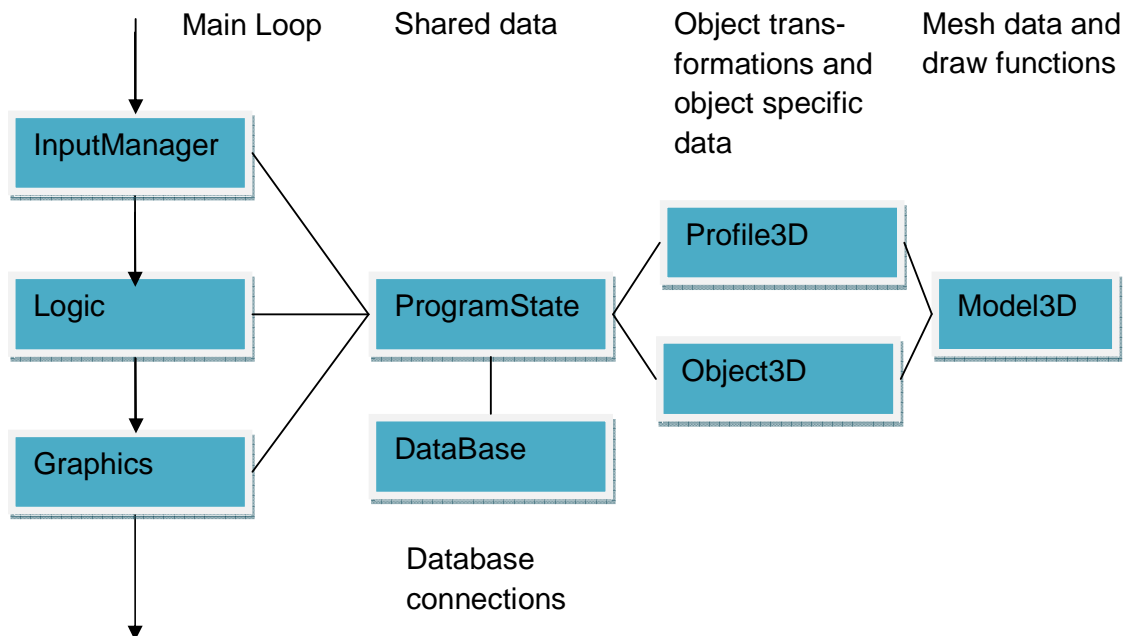 Main Loop
Shared data
Object trans-
formations and
object specific
data
Mesh data and
draw functions
InputManager
Logic
Graphics
ProgramState
DataBase
Profile3D
Object3D
Model3D
Database
connections